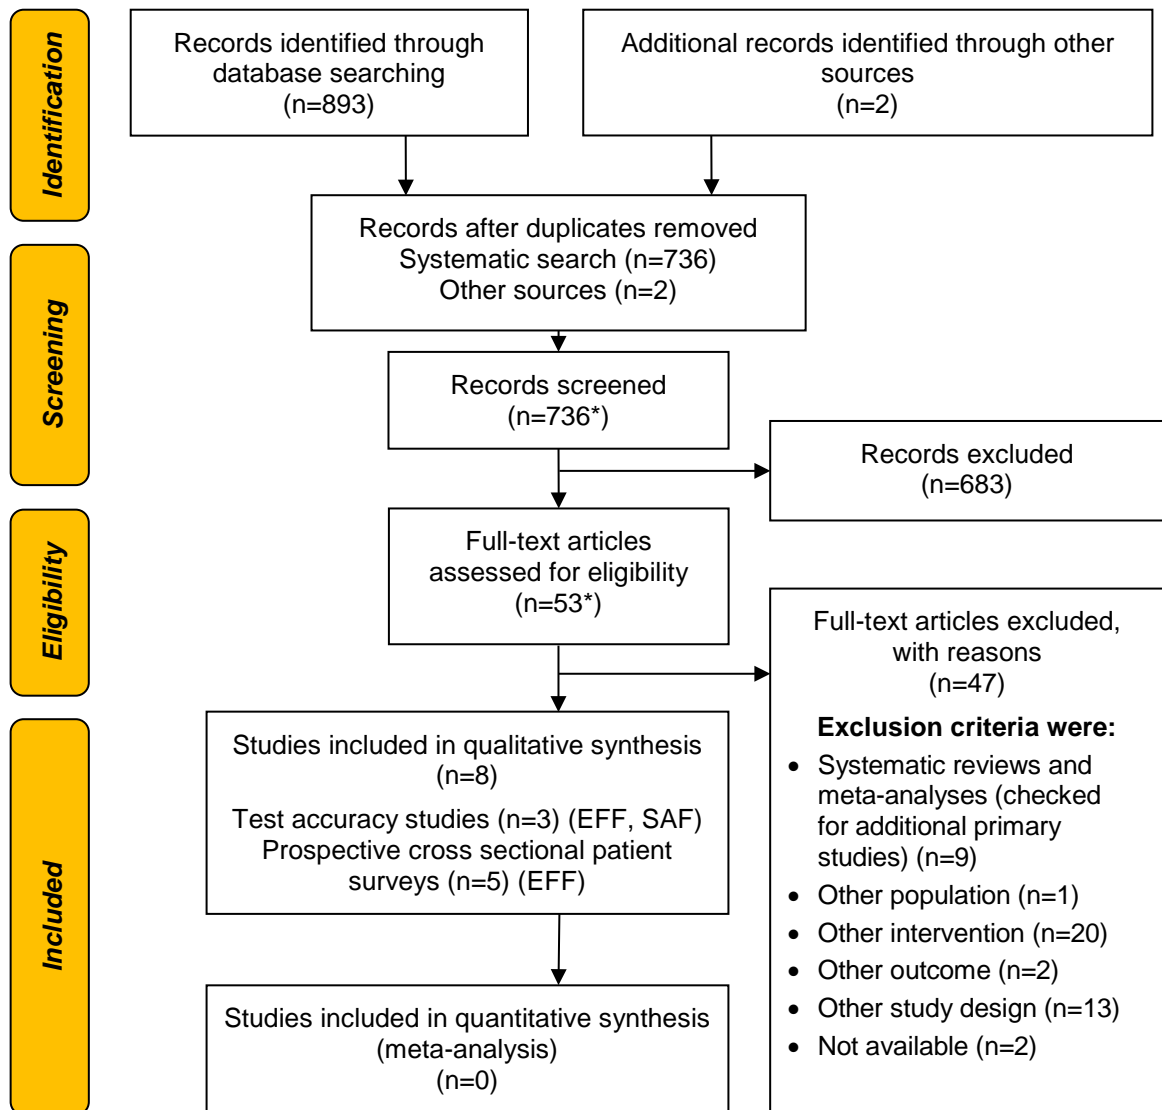 Identification
Records identified through
database searching
(n=893)
Additional records identified through other
sources
(n=2)
Records after duplicates removed
Systematic search (n=736)
Other sources (n=2)
Screening
Records screened
(n=736*)
Records excluded
(n=683)
Eligibility
Full-text articles
assessed for eligibility
(n=53*)
Full-text articles excluded,
with reasons
(n=47)
Exclusion criteria were:
• Systematic reviews and
meta-analyses (checked
for additional primary
studies) (n=9)
• Other population (n=1)
• Other intervention (n=20)
• Other outcome (n=2)
• Other study design (n=13)
• Not available (n=2)
Included
Studies included in qualitative synthesis
(n=8)
Test accuracy studies (n=3) (EFF, SAF)
Prospective cross sectional patient
surveys (n=5) (EFF)
Studies included in quantitative synthesis
(meta-analysis)
(n=0)